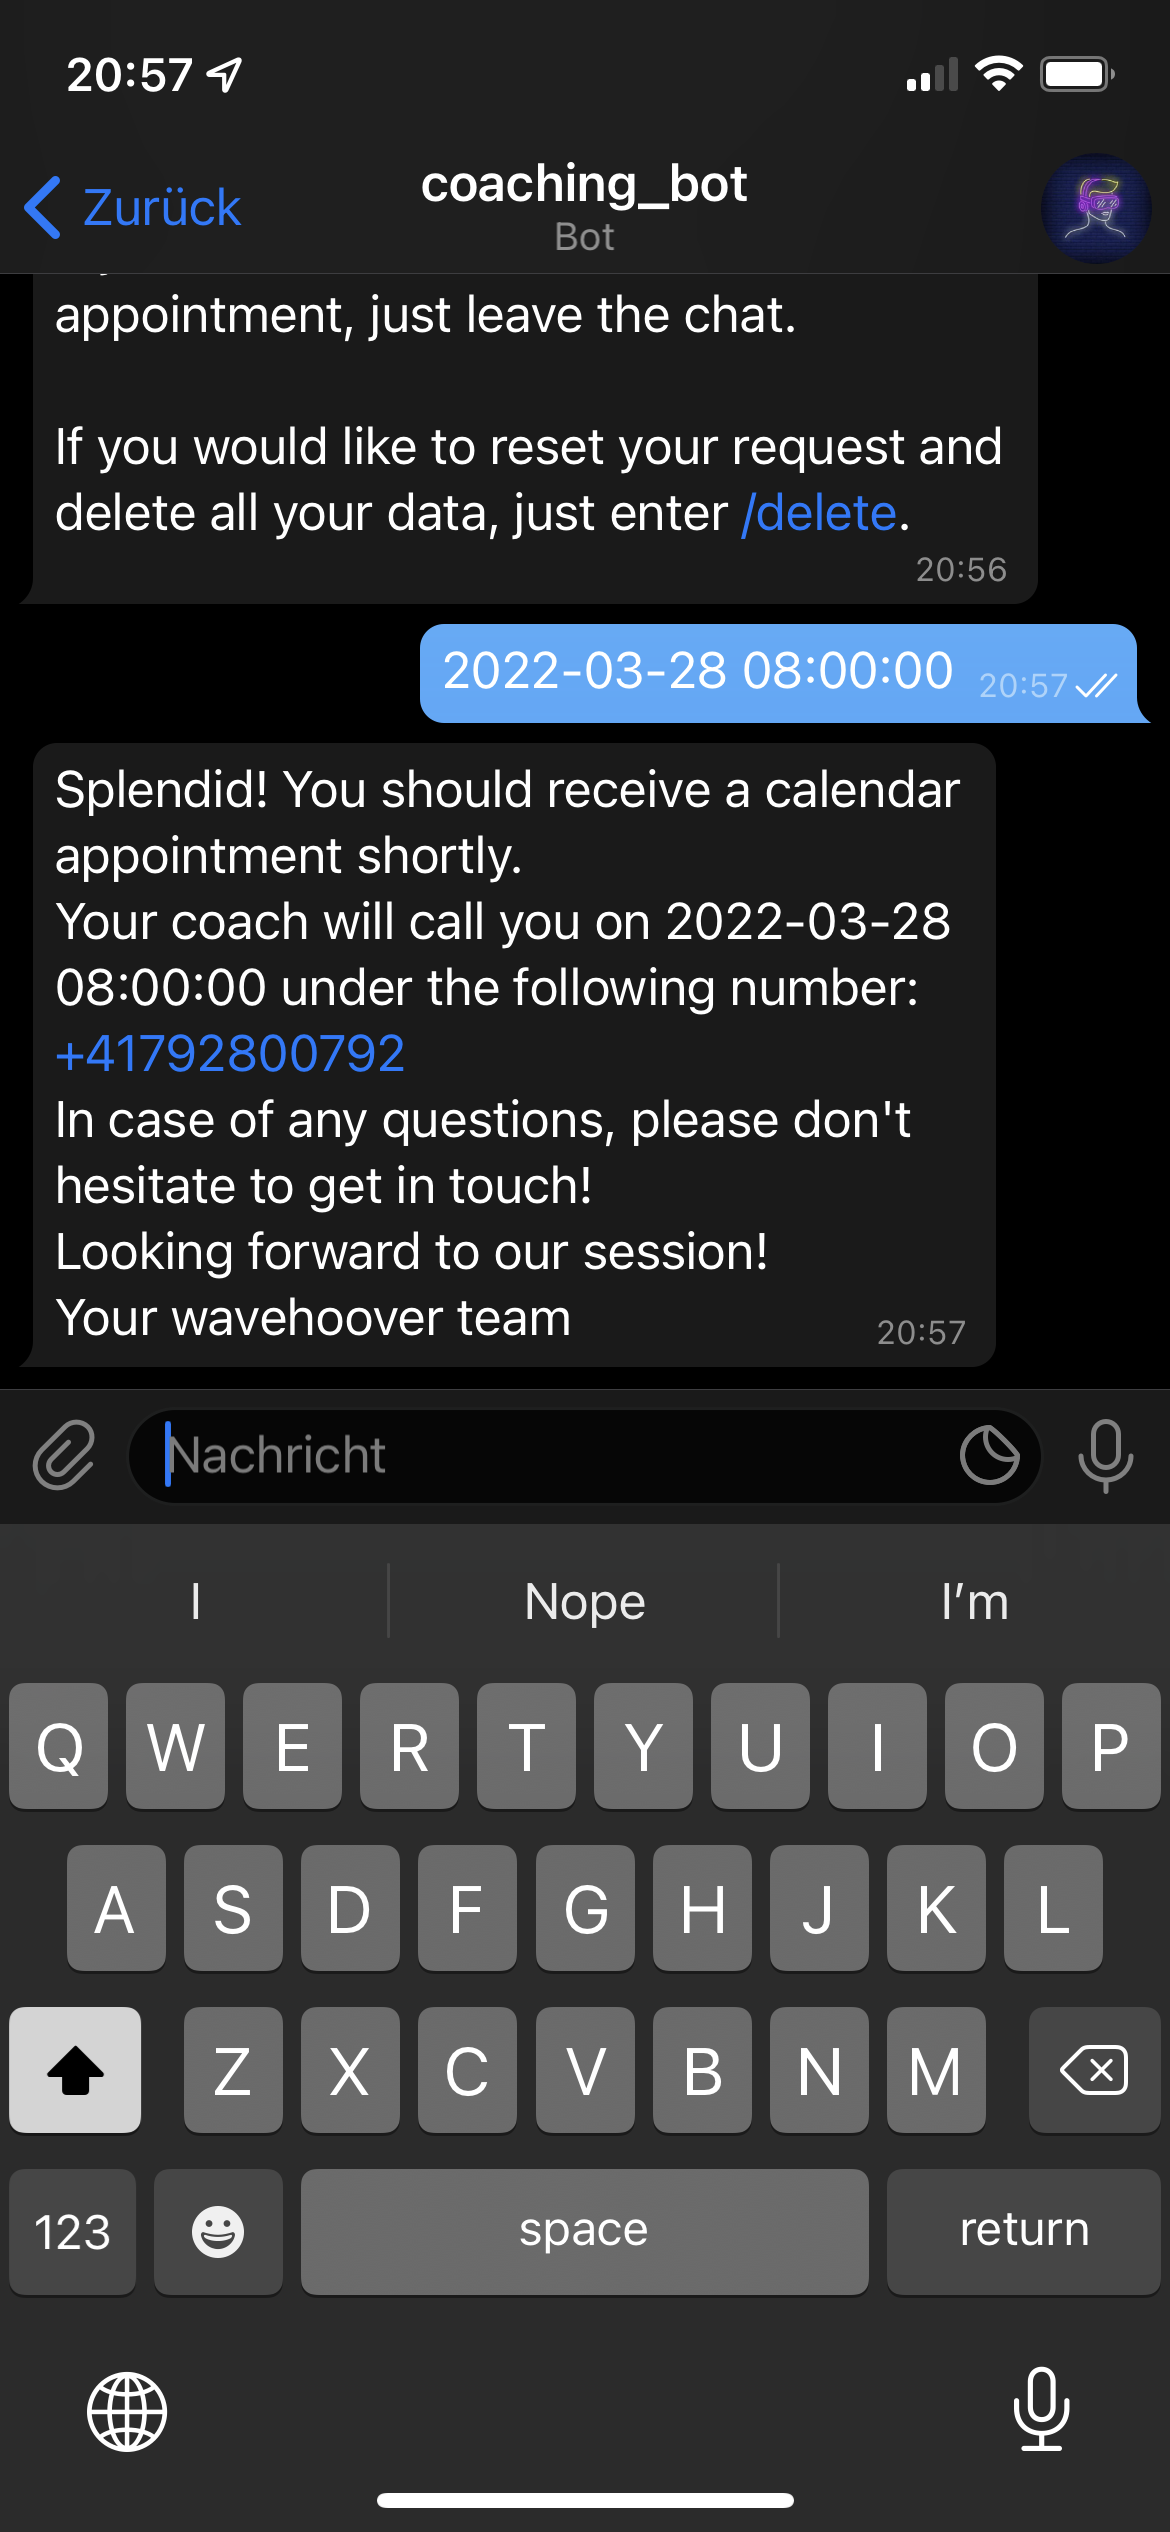 20:57
Zurück
coaching_bot
Bot
appointment, just leave the chat.
If you would like to reset your request and
delete all your data, just enter /delete.
20:56
2022-03-28 08:00:00 20:57
Splendid! You should receive a calendar
appointment shortly.
Your coach will call you on 2022-03-28
08:00:00 under the following number:
+41792800792
In case of any questions, please don't
hesitate to get in touch!
Looking forward to our session!
Your wavehoover team
20:57
Nachricht
I Nope I’m
Q W E R T Y U I O P
A S D F G H J K L
Z X C V B N M
123 space return